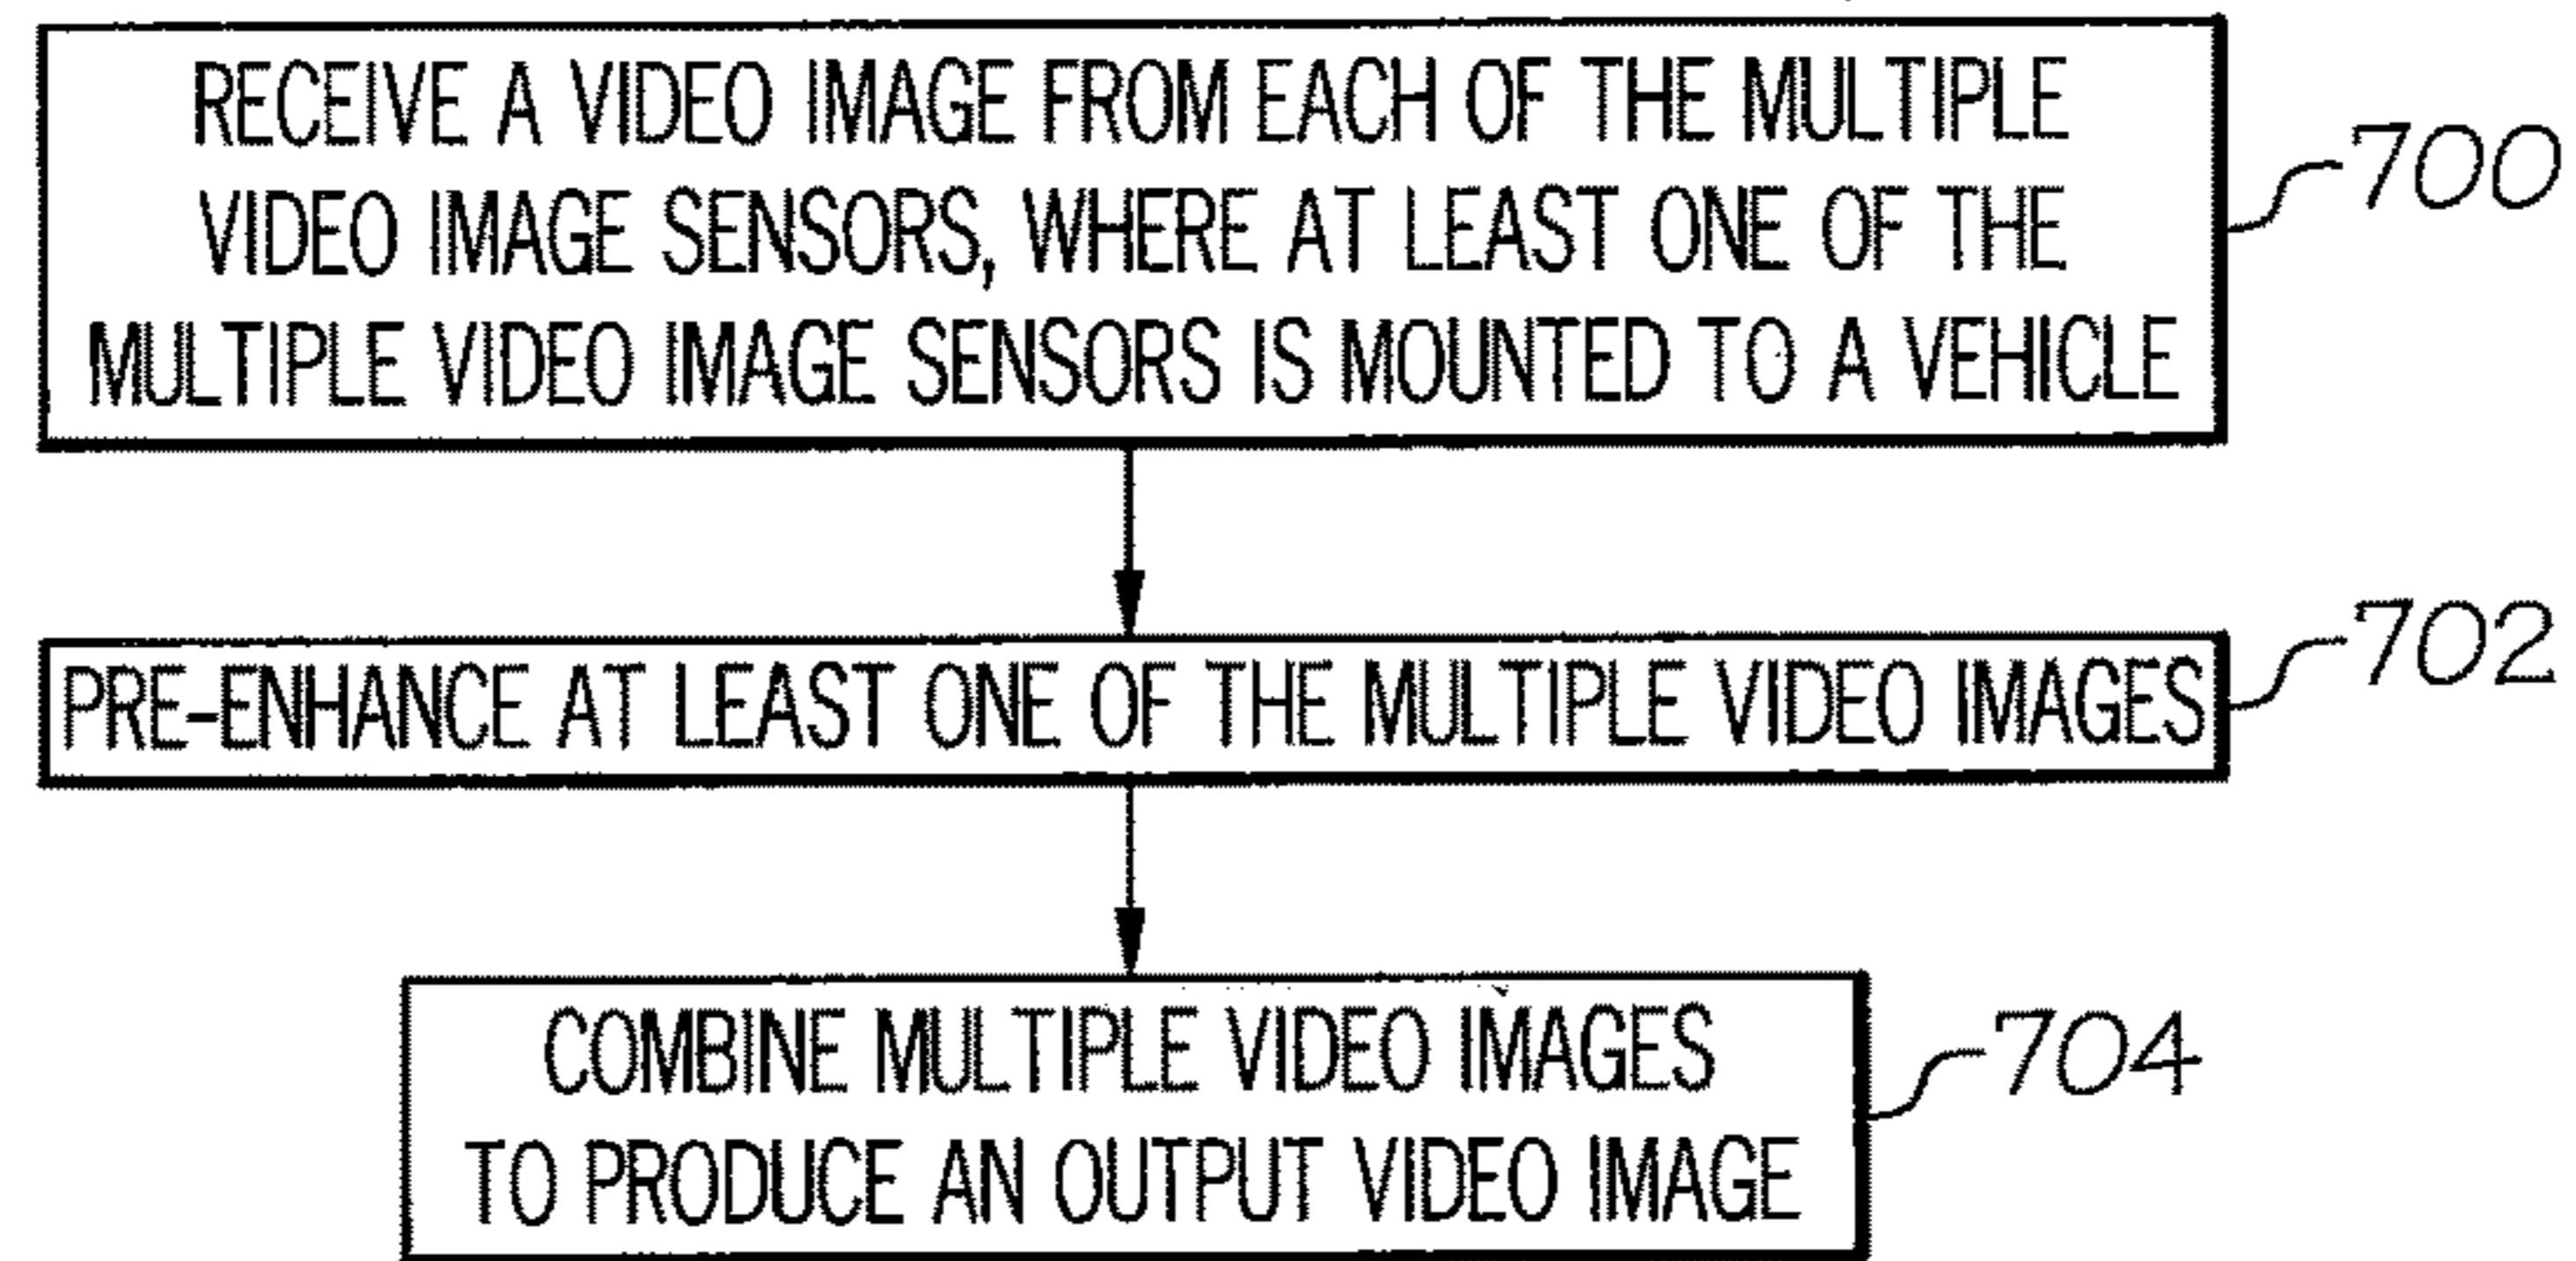 RECEIVE A VIDEO IMAGE FROM EACH OF THE MULTIPLE
VIDEO IMAGE SENSORS, WHERE AT LEAST ONE OF THE
MULTIPLE VIDEO IMAGE SENSORS IS MOUNTED TO A VEHICLE
700
PRE-ENHANCE AT LEAST ONE OF THE MULTIPLE VIDEO IMAGES
702
COMBINE MULTIPLE VIDEO IMAGES
TO PRODUCE AN OUTPUT VIDEO IMAGE
704